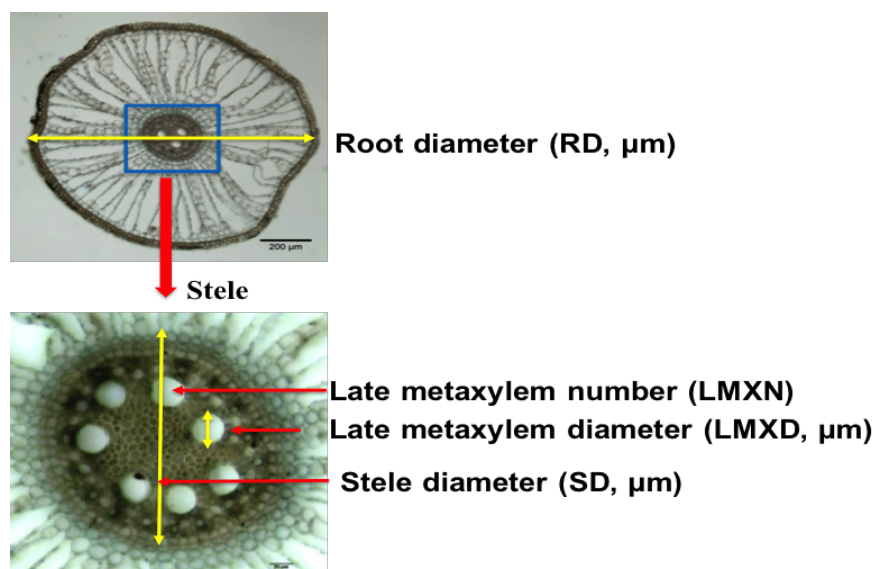 Root diameter (RD, µm)
200 µm
Stele
Late metaxylem number (LMXN)
Late metaxylem diameter (LMXD, µm)
Stele diameter (SD, µm)